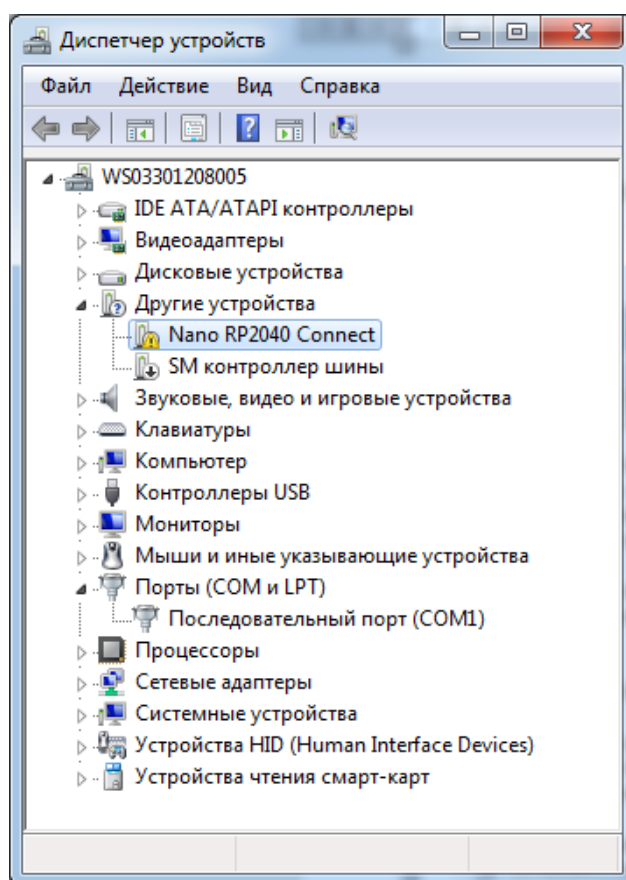 Диспетчер устройств
Файл Действие Вид Справка
WS03301208005
IDE ATA/ATAPI контроллеры
Видеоадаптеры
Дисковые устройства
Другие устройства
Nano RP2040 Connect
SM контроллер шины
Звуковые, видео и игровые устройства
Клавиатуры
Компьютер
Контроллеры USB
Мониторы
Мыши и иные указывающие устройства
Порты (COM и LPT)
Последовательный порт (COM1)
Процессоры
Сетевые адаптеры
Системные устройства
Устройства HID (Human Interface Devices)
Устройства чтения смарт-карт